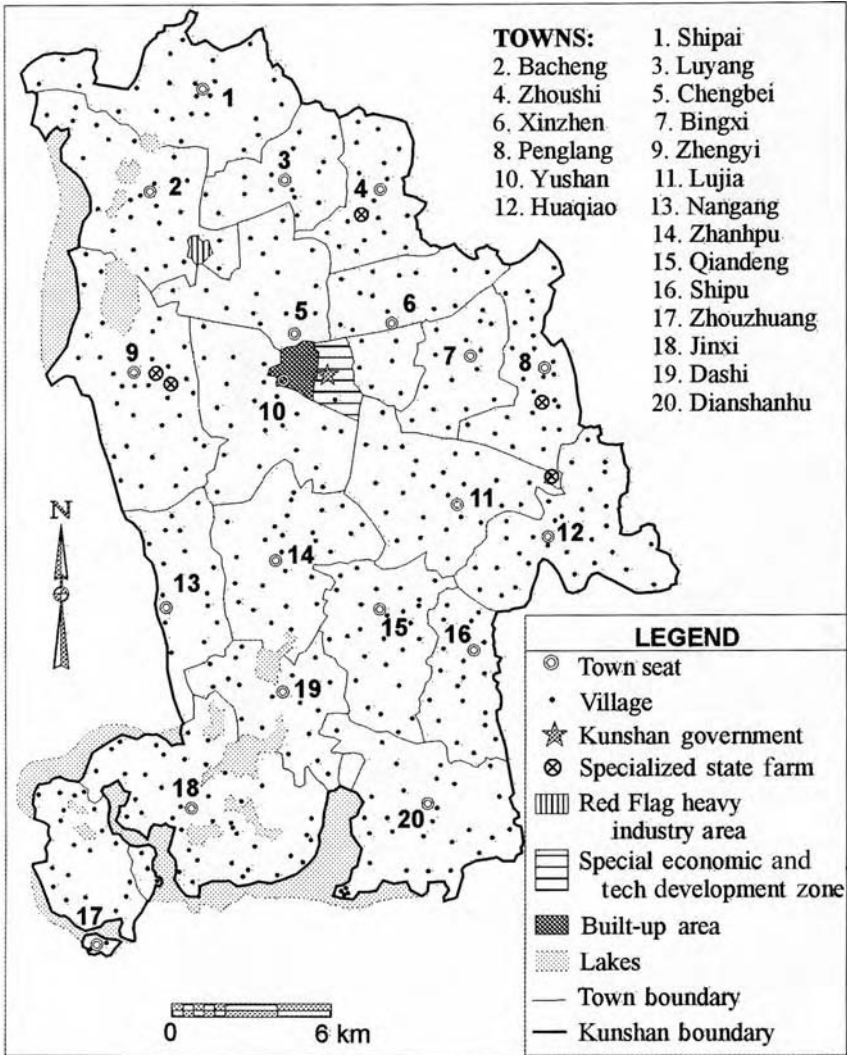 TOWNS: 1. Shipai
2. Bacheng 3. Luyang
4. Zhoushi 5. Chengbei
6. Xinzhen 7. Bingxi
8. Penglang 9. Zhengyi
10. Yushan 11. Lujia
12. Huaqiao 13. Nangang
14. Zhanhpu
15. Qiandeng
16. Shipu
17. Zhouzhuang
18. Jinxi
19. Dashi
20. Dianshanhu
1
2
3
4
5
6
7
8
9
10
11
12
13
14
15
16
17
18
19
20
N
LEGEND
Town seat
Village
Kunshan government
Specialized state farm
Red Flag heavy
industry area
Special economic and
tech development zone
Built-up area
Lakes
Town boundary
Kunshan boundary
0 6 km